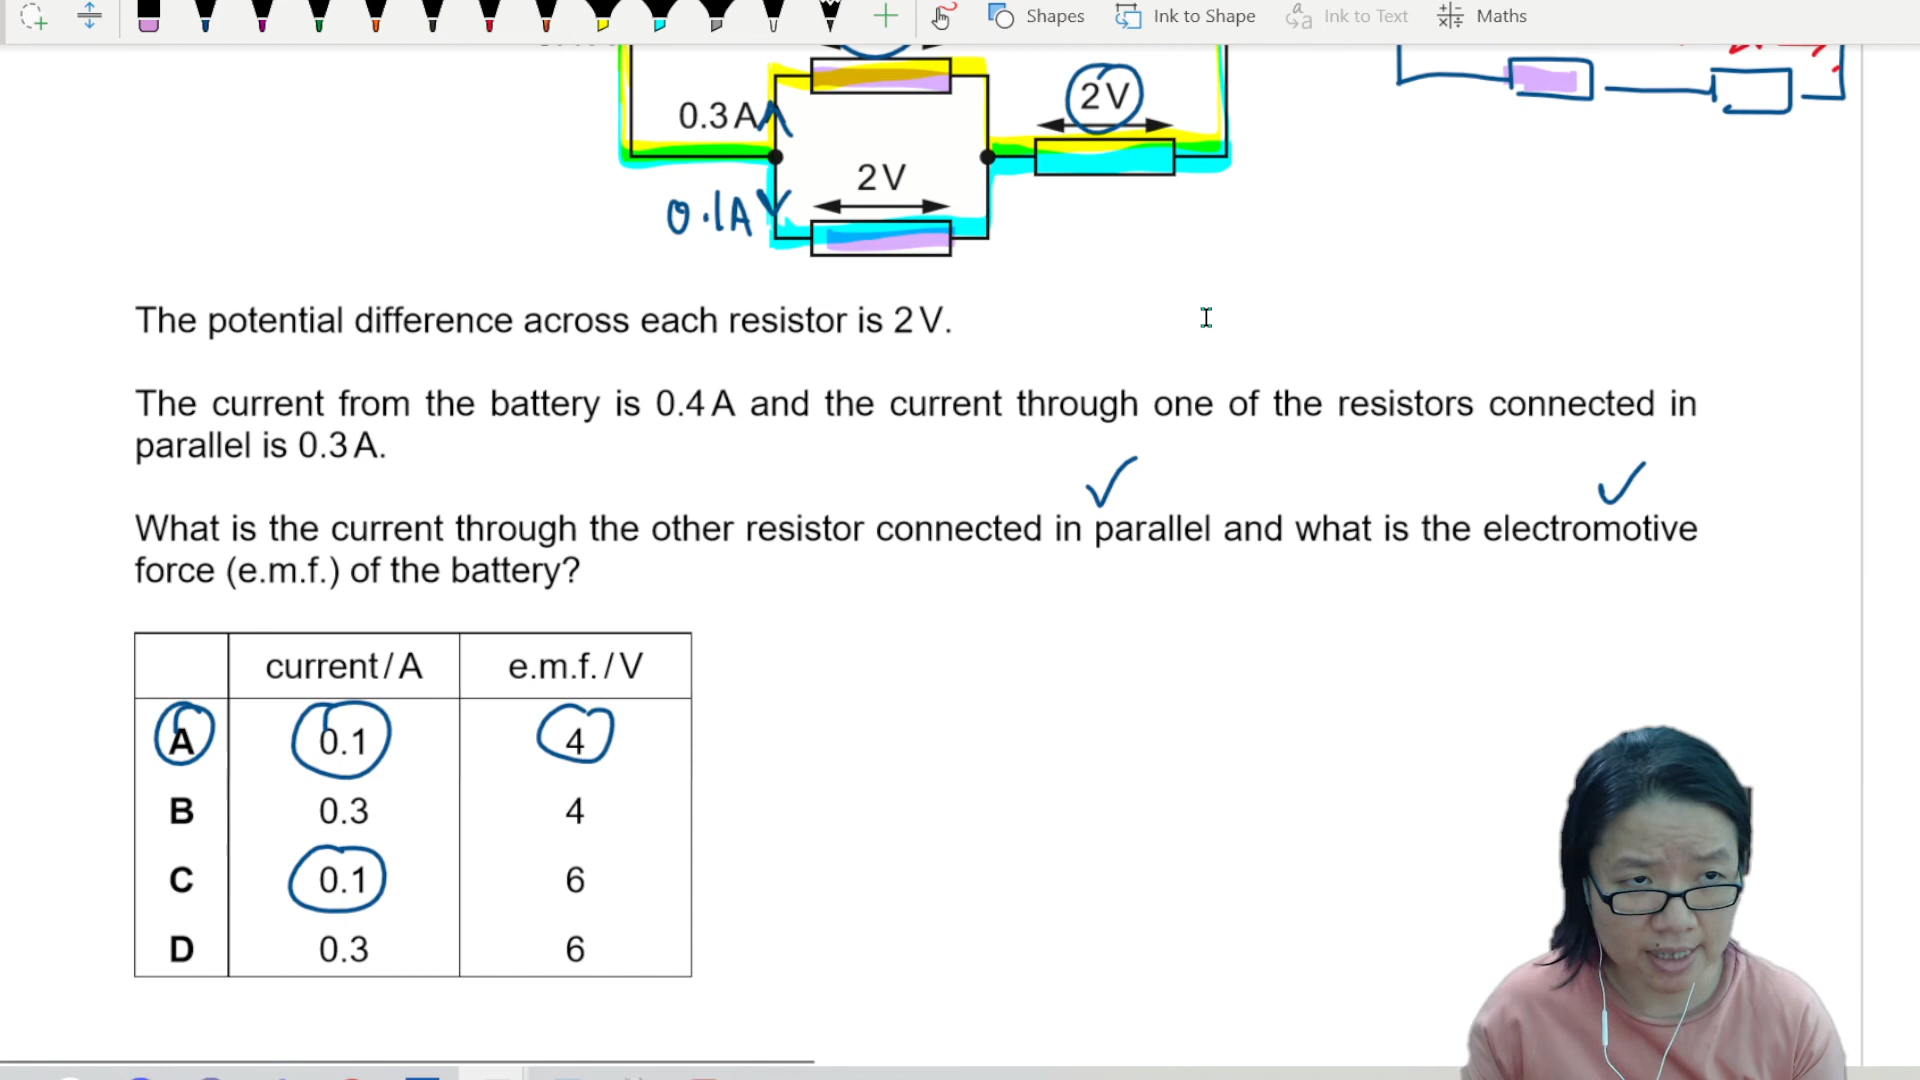 Shapes Ink to Shape Ink to Text Maths
0.3 A
2 V
2 V
0.1A
The potential difference across each resistor is 2 V.
The current from the battery is 0.4 A and the current through one of the resistors connected in
parallel is 0.3 A.
What is the current through the other resistor connected in parallel and what is the electromotive
force (e.m.f.) of the battery?
current / A e.m.f. / V
A 0.1 4
B 0.3 4
C 0.1 6
D 0.3 6